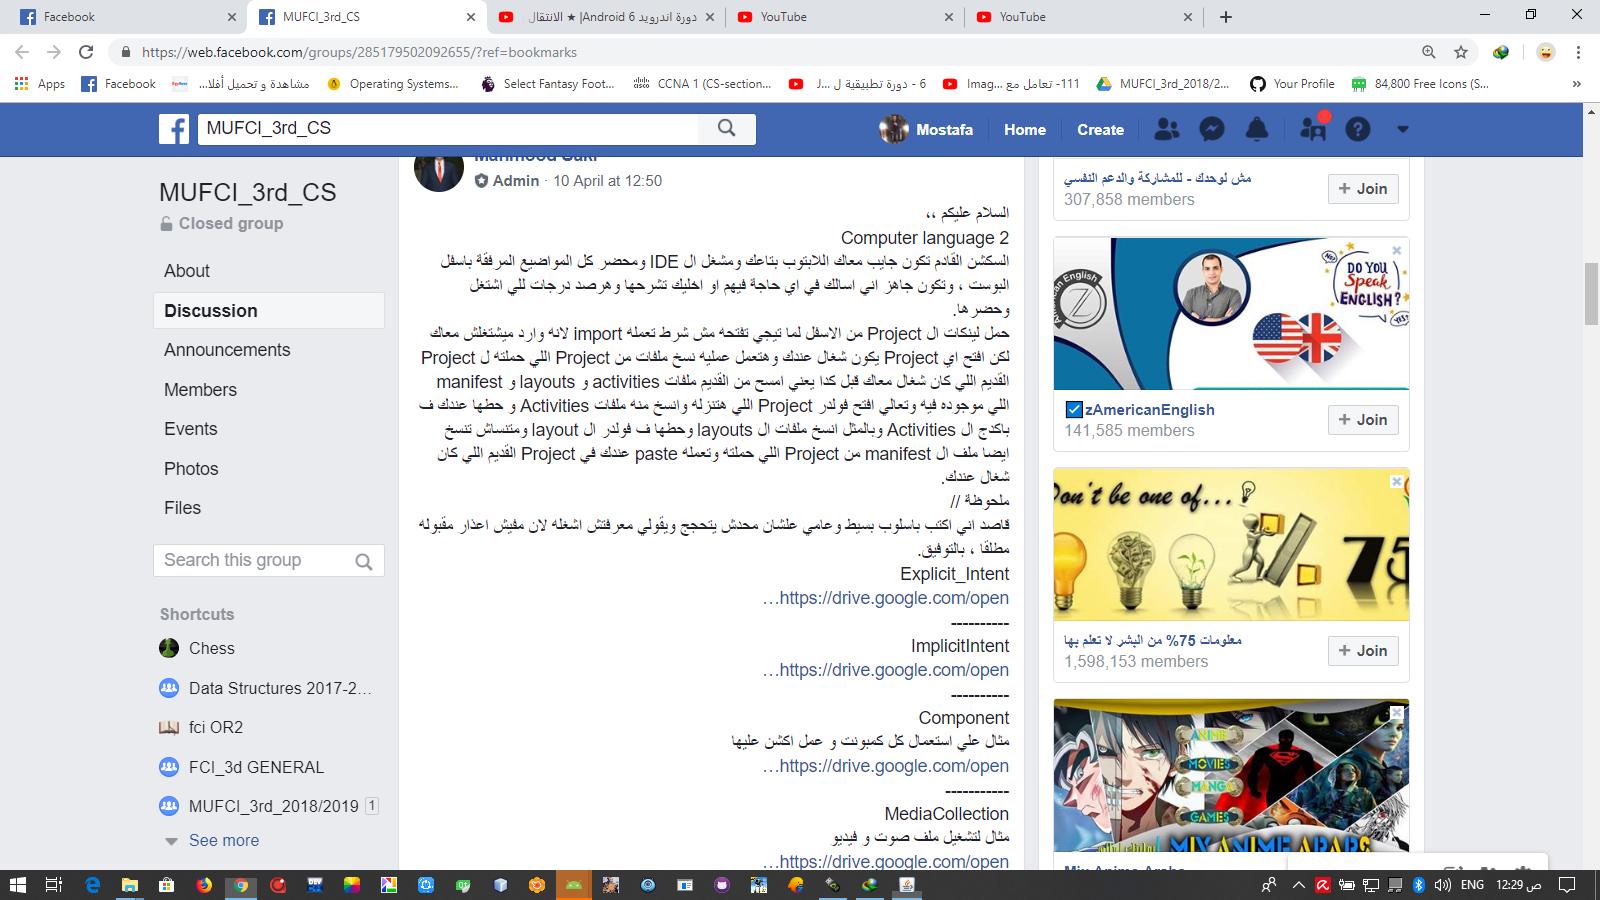 Facebook
MUFCI_3rd_CS
دورة اندرويد Android 6| ★ الانتقال
YouTube
YouTube
https://web.facebook.com/groups/285179502092655/?ref=bookmarks
Apps
Facebook
مشاهدة و تحميل أفلا...
Operating Systems...
Select Fantasy Foot...
CCNA 1 (CS-section...
6 - دورة تطبيقية ل J...
111- تعامل مع Imag...
MUFCI_3rd_2018/2...
Your Profile
84,800 Free Icons (S...
»
MUFCI_3rd_CS
Mostafa
Home
Create
MUFCI_3rd_CS
Closed group
About
Discussion
Announcements
Members
Events
Photos
Files
Search this group
Shortcuts
Chess
Data Structures 2017-2...
fci OR2
FCI_3d GENERAL
MUFCI_3rd_2018/2019 1
See more
Mahmood Saki
Admin · 10 April at 12:50
السلام عليكم ،،
Computer language 2
السكشن القادم تكون جايب معاك اللابتوب بتاعك ومشغل ال IDE ومحضر كل المواضيع المرفقة باسفل
البوست ، وتكون جاهز اني اسالك في اي حاجة فيهم او اخليك تشرحها وهرصد درجات للي اشتغل
وحضرها.
حمل لينكات ال Project من الاسفل لما تيجي تفتحه مش شرط تعمله import لانه وارد ميشتغلش معاك
لكن افتح اي Project يكون شغال عندك وهتعمل عمليه نسخ ملفات من Project اللي حملته ل Project
القديم اللي كان شغال معاك قبل كدا يعني امسح من القديم ملفات activities و layouts و manifest
اللي موجوده فيه وتعالي افتح فولدر Project اللي هتنزله وانسخ منه ملفات Activities و حطها عندك ف
باكدج ال Activities وبالمثل انسخ ملفات ال layouts وحطها ف فولدر ال layout ومتنساش تنسخ
ايضا ملف ال manifest من Project اللي حملته وتعمله paste عندك في Project القديم اللي كان
شغال عندك.
ملحوظة //
قاصد اني اكتب باسلوب بسيط وعامي علشان محدش يتحجج ويقولي معرفتش اشغله لان مفيش اعذار مقبوله
مطلقا ، بالتوفيق.
Explicit_Intent
https://drive.google.com/open…
----------
ImplicitIntent
https://drive.google.com/open…
----------
Component
مثال علي استعمال كل كمبونت و عمل اكشن عليها
https://drive.google.com/open…
-----------
MediaCollection
مثال لتشغيل ملف صوت و فيديو
https://drive.google.com/open…
مش لوحدك - للمشاركة والدعم النفسي
307,858 members
+ Join
American English
DO YOU
Speak
ENGLISH?
NO!
YES!
zAmericanEnglish
141,585 members
+ Join
Don't be one of...
75
معلومات 75% من البشر لا تعلم بها
1,598,153 members
+ Join
ANIME
MOVIES
MANGA
GAMES
MIX ANIME ARABS
Mix Anime Arabs
ENG
12:29 ص